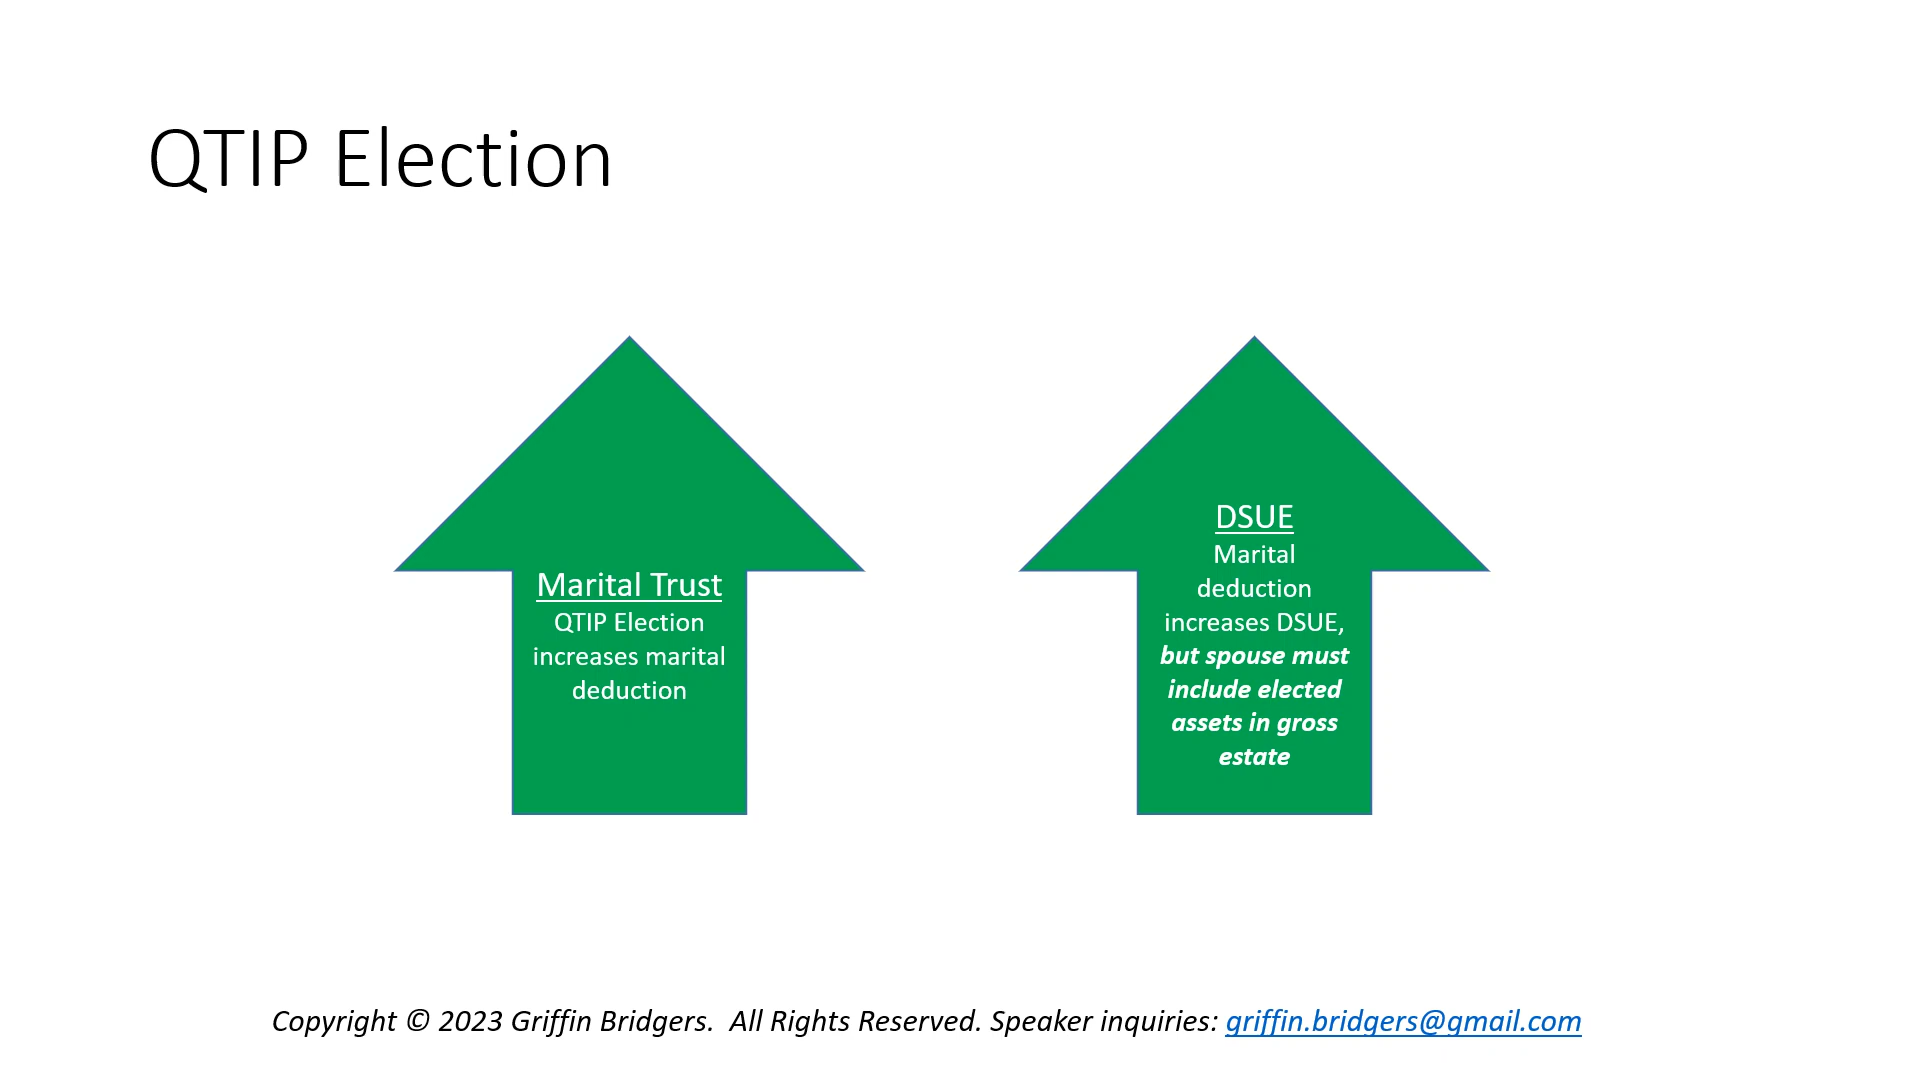 QTIP Election
Marital Trust
QTIP Election
increases marital
deduction
DSUE
Marital
deduction
increases DSUE,
but spouse must
include elected
assets in gross
estate
Copyright © 2023 Griffin Bridgers.  All Rights Reserved. Speaker inquiries: griffin.bridgers@gmail.com